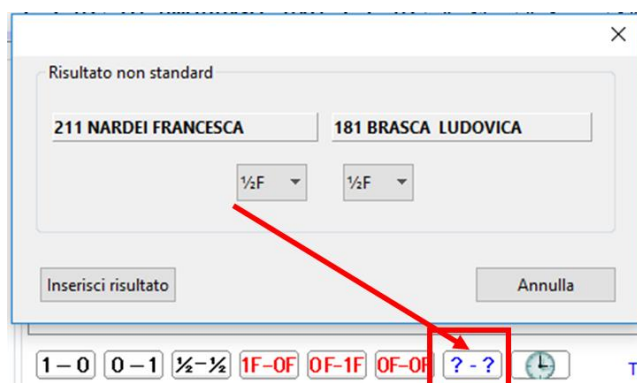 Risultato non standard
211 NARDEI FRANCESCA 181 BRASCA LUDOVICA
½F ½F
Inserisci risultato Annulla
1–0 0–1 ½–½ 1F–0F 0F–1F 0F–0F ? - ? T